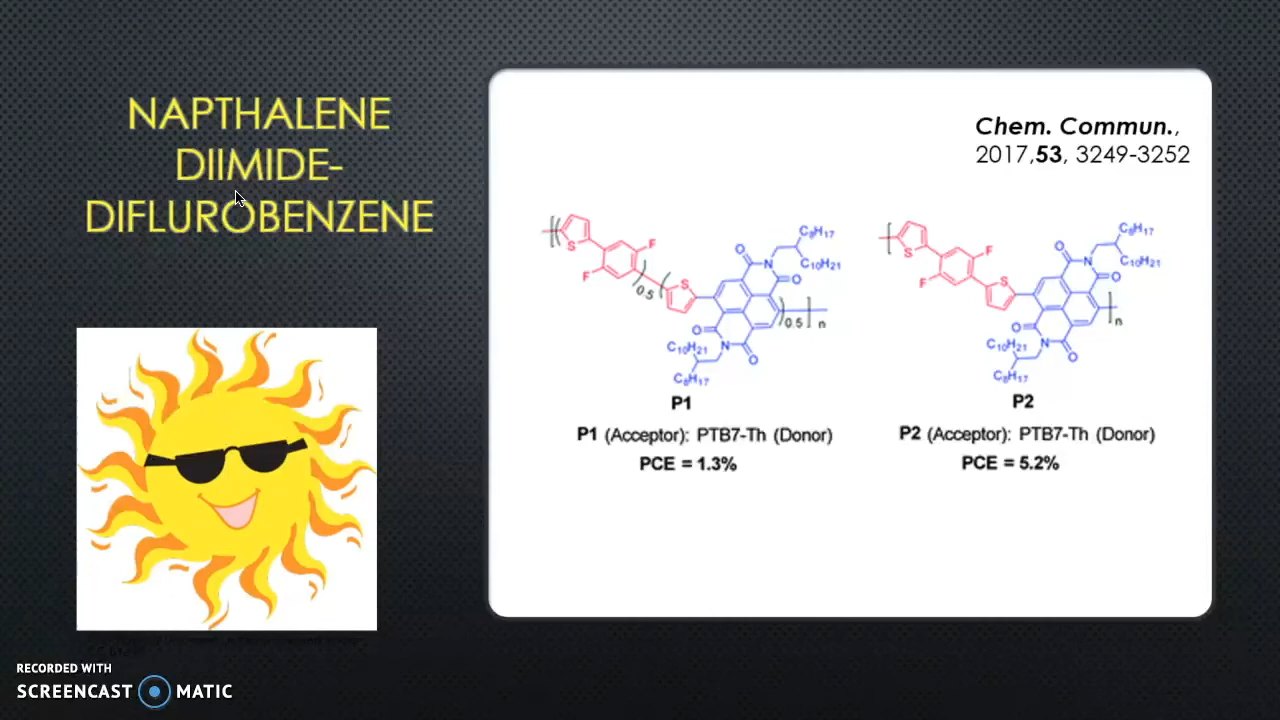 NAPTHALENE
DIIMIDE-
DIFLUROBENZENE
Chem. Commun.,
2017,53, 3249-3252
S
F
F
0.5
S
O
N
O
C8H17
C10H21
O
N
O
C10H21
C8H17
0.5
n
P1
P1 (Acceptor): PTB7-Th (Donor)
PCE = 1.3%
S
F
F
S
O
N
O
C8H17
C10H21
O
N
O
C10H21
C8H17
n
P2
P2 (Acceptor): PTB7-Th (Donor)
PCE = 5.2%
RECORDED WITH
SCREENCAST MATIC